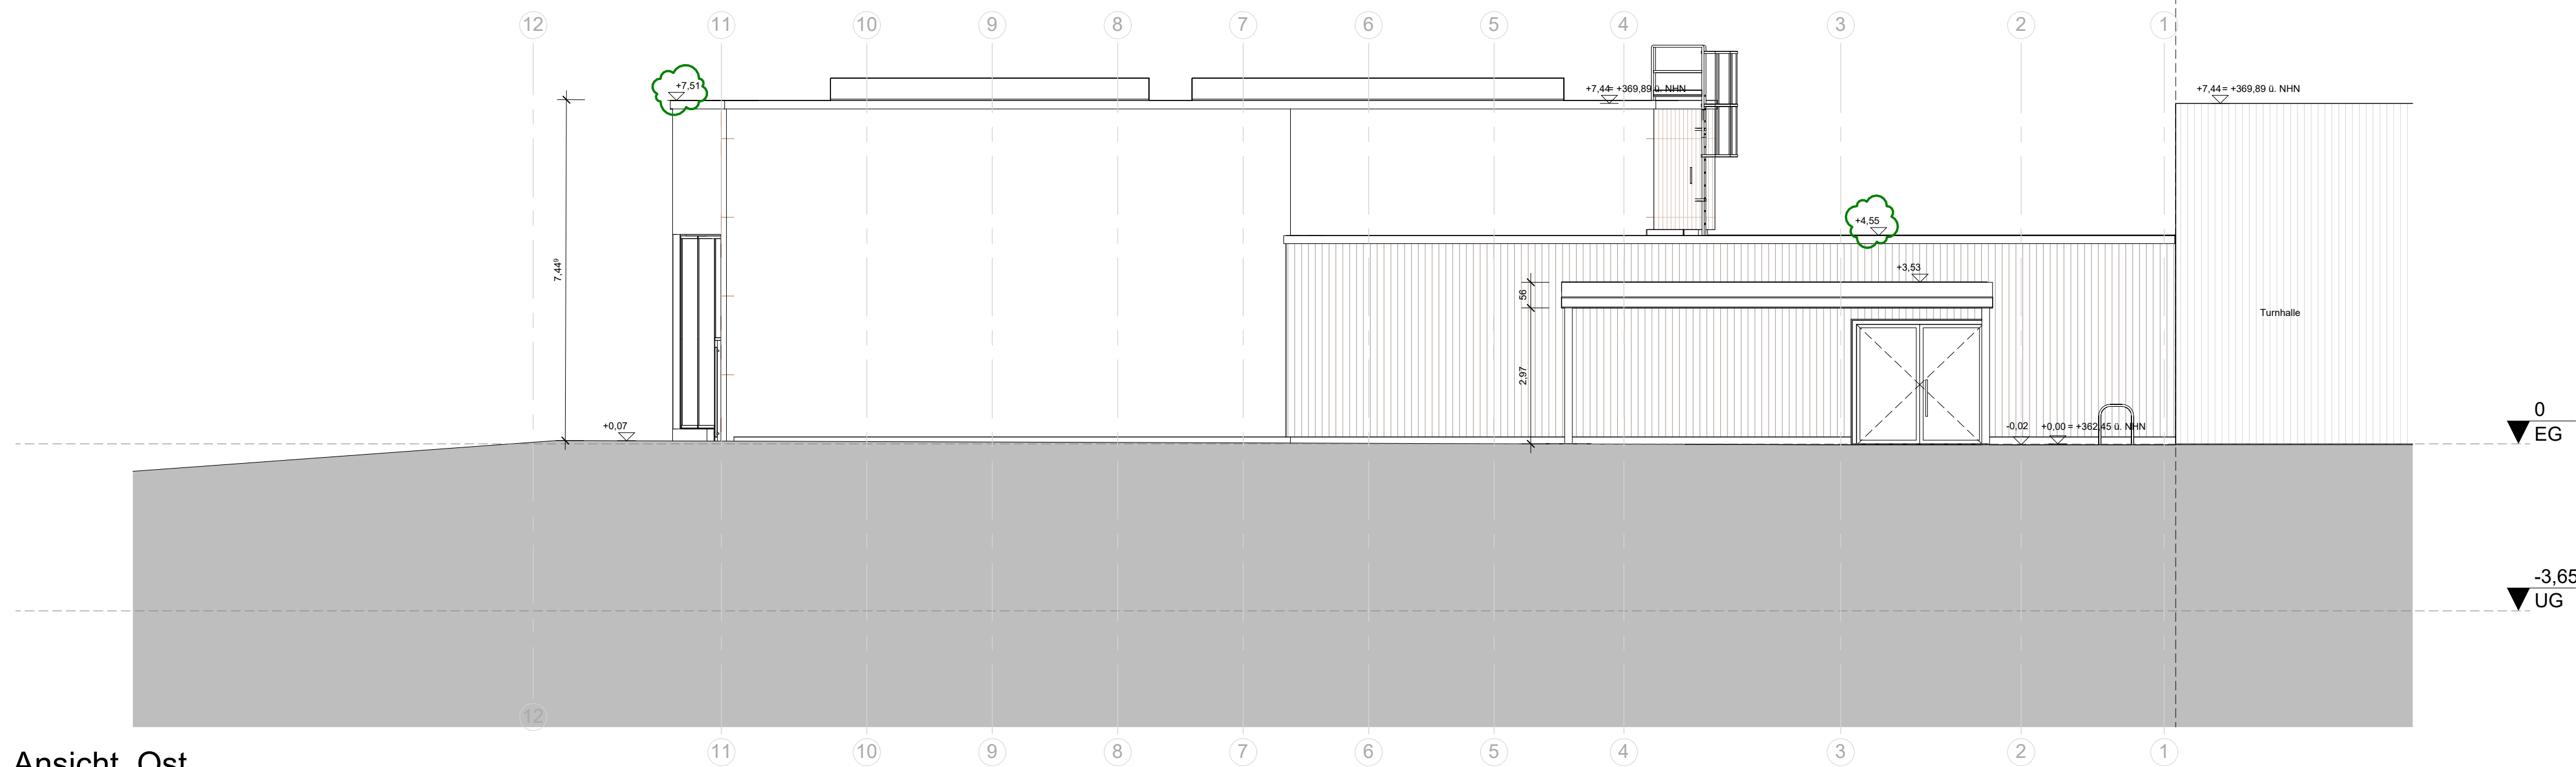 12 11 10 9 8 7 6 5 4 3 2 1
+7,51
+7,44= +369,89 ü. NHN
+7,44= +369,89 ü. NHN
+4,55
7,44⁹
+3,53
56
Turnhalle
2,97
+0,07
-0,02
+0,00 = +362,45 ü. NHN
0
EG
-3,65
UG
12
11 10 9 8 7 6 5 4 3 2 1
Ansicht Ost